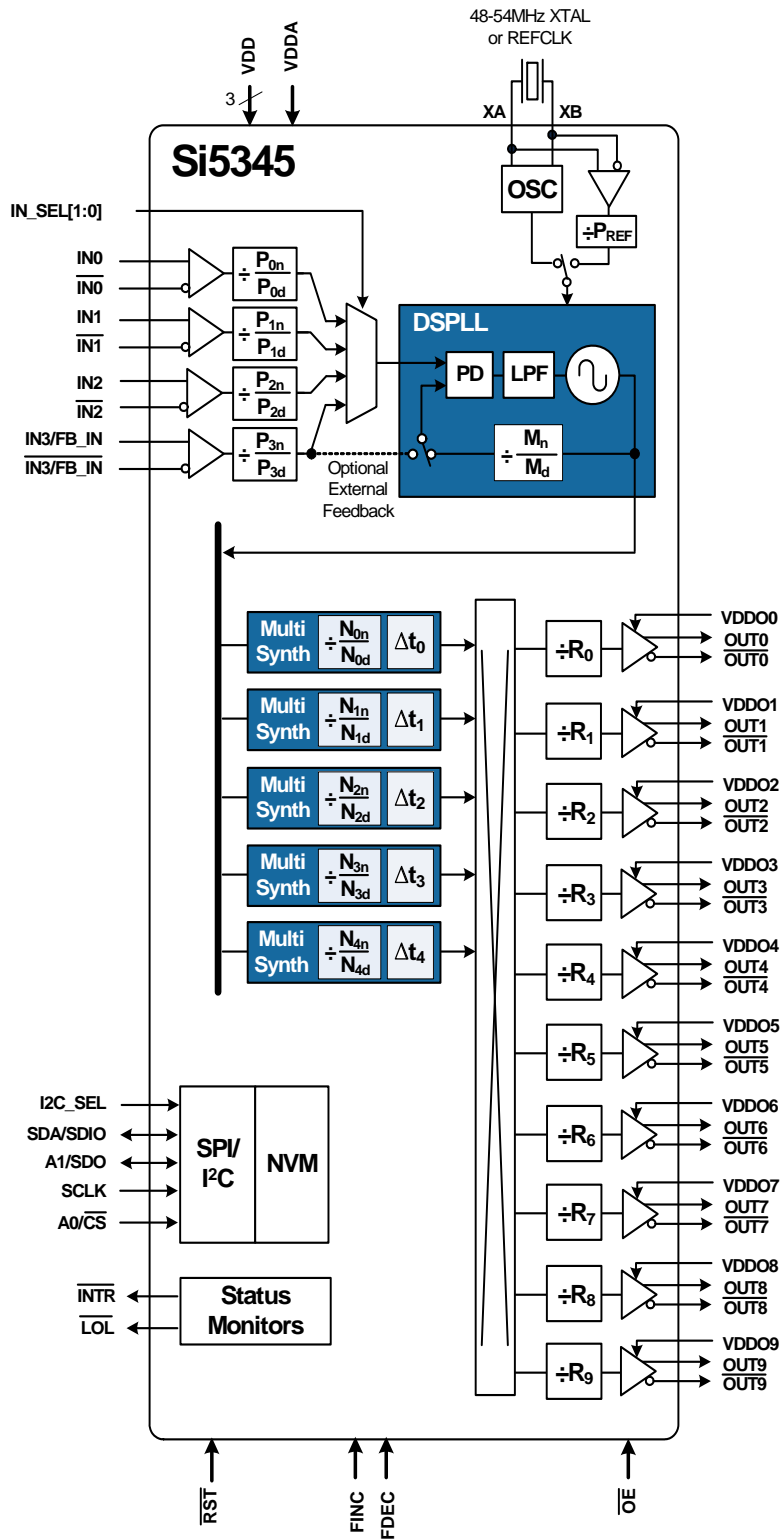 48-54MHz XTAL
or REFCLK
VDD
VDDA
3
XA
XB
Si5345
OSC
÷PREF
IN_SEL[1:0]
IN0
IN0
÷ P0n
P0d
IN1
IN1
÷ P1n
P1d
IN2
IN2
÷ P2n
P2d
IN3/FB_IN
IN3/FB_IN
÷ P3n
P3d
DSPLL
PD
LPF
÷ Mn
Md
Optional
External
Feedback
Multi
Synth
÷ N0n
N0d
Δt0
Multi
Synth
÷ N1n
N1d
Δt1
Multi
Synth
÷ N2n
N2d
Δt2
Multi
Synth
÷ N3n
N3d
Δt3
Multi
Synth
÷ N4n
N4d
Δt4
÷R0
VDDO0
OUT0
OUT0
÷R1
VDDO1
OUT1
OUT1
÷R2
VDDO2
OUT2
OUT2
÷R3
VDDO3
OUT3
OUT3
÷R4
VDDO4
OUT4
OUT4
÷R5
VDDO5
OUT5
OUT5
÷R6
VDDO6
OUT6
OUT6
÷R7
VDDO7
OUT7
OUT7
÷R8
VDDO8
OUT8
OUT8
÷R9
VDDO9
OUT9
OUT9
I2C_SEL
SDA/SDIO
A1/SDO
SCLK
A0/CS
SPI/
I²C
NVM
INTR
LOL
Status
Monitors
RST
FINC
FDEC
OE